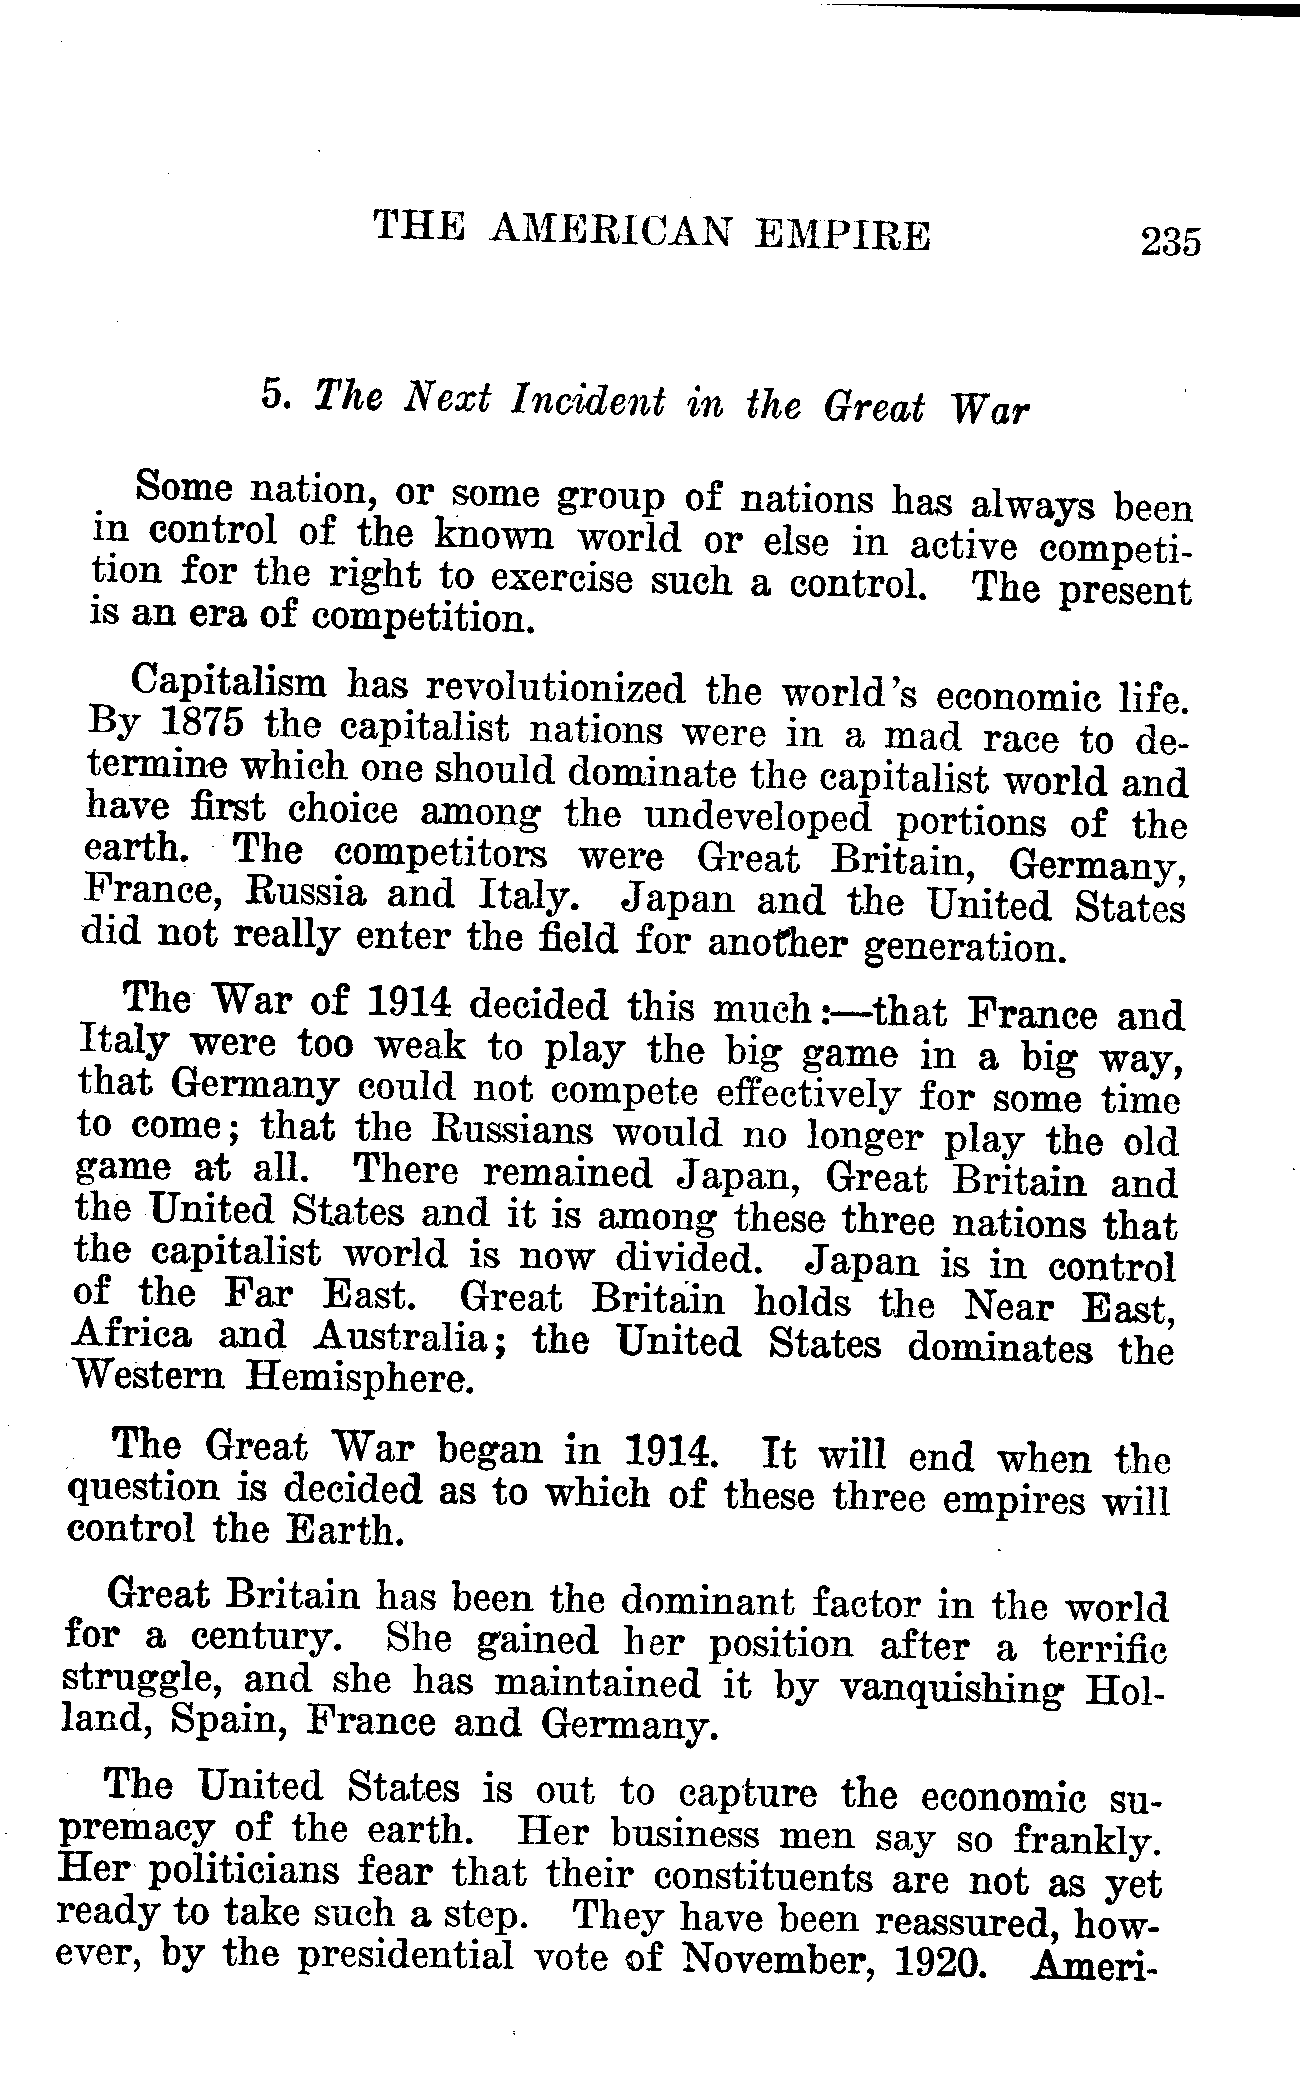 THE AMERICAN EMPIRE 235
5. The Next Incident in the Great War
Some nation, or some group of nations has always been
in control of the known world or else in active competi-
tion for the right to exercise such a control. The present
is an era of competition.
Capitalism has revolutionized the world's economic life.
By 1875 the capitalist nations were in a mad race to de-
termine which one should dominate the capitalist world and
have first choice among the undeveloped portions of the
earth. The competitors were Great Britain, Germany,
France, Russia and Italy. Japan and the United States
did not really enter the field for another generation.
The War of 1914 decided this much:—that France and
Italy were too weak to play the big game in a big way,
that Germany could not compete effectively for some time
to come; that the Russians would no longer play the old
game at all. There remained Japan, Great Britain and
the United States and it is among these three nations that
the capitalist world is now divided. Japan is in control
of the Far East. Great Britain holds the Near East,
Africa and Australia; the United States dominates the
Western Hemisphere.
The Great War began in 1914. It will end when the
question is decided as to which of these three empires will
control the Earth.
Great Britain has been the dominant factor in the world
for a century. She gained her position after a terrific
struggle, and she has maintained it by vanquishing Hol-
land, Spain, France and Germany.
The United States is out to capture the economic su-
premacy of the earth. Her business men say so frankly.
Her politicians fear that their constituents are not as yet
ready to take such a step. They have been reassured, how-
ever, by the presidential vote of November, 1920. Ameri-